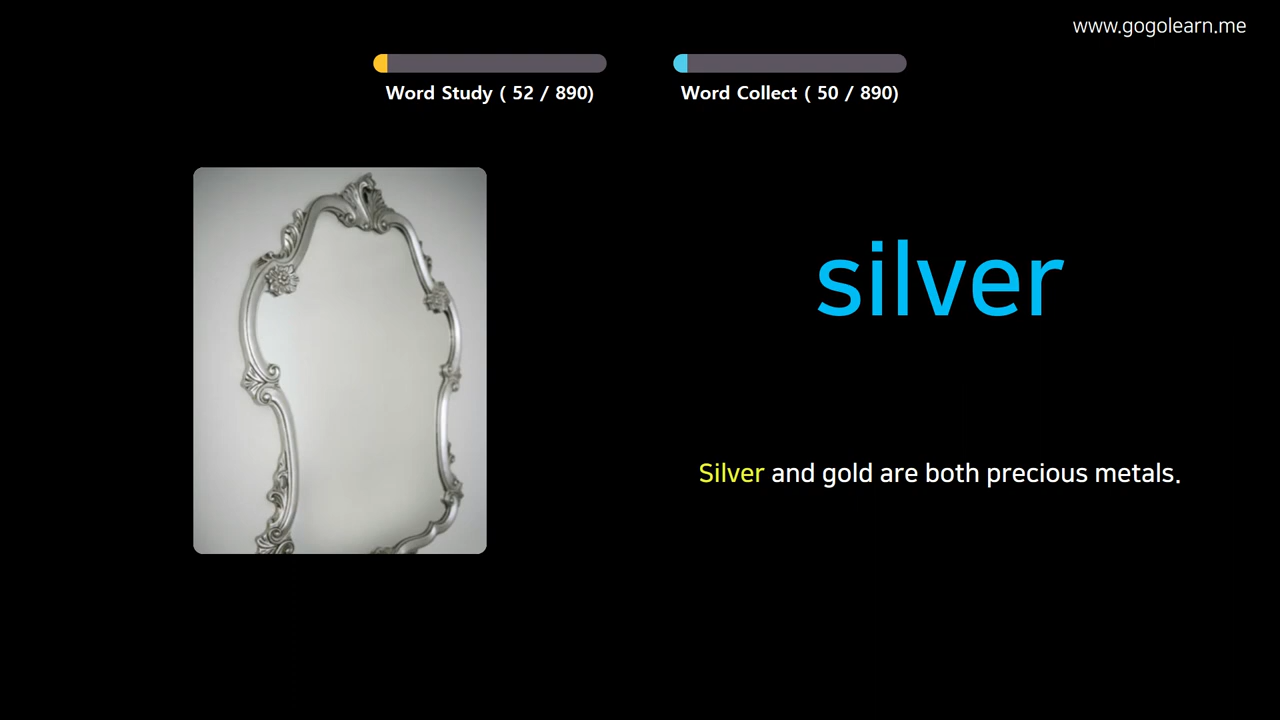 www.gogolearn.me
Word Study ( 52 / 890)
Word Collect ( 50 / 890)
silver
Silver and gold are both precious metals.